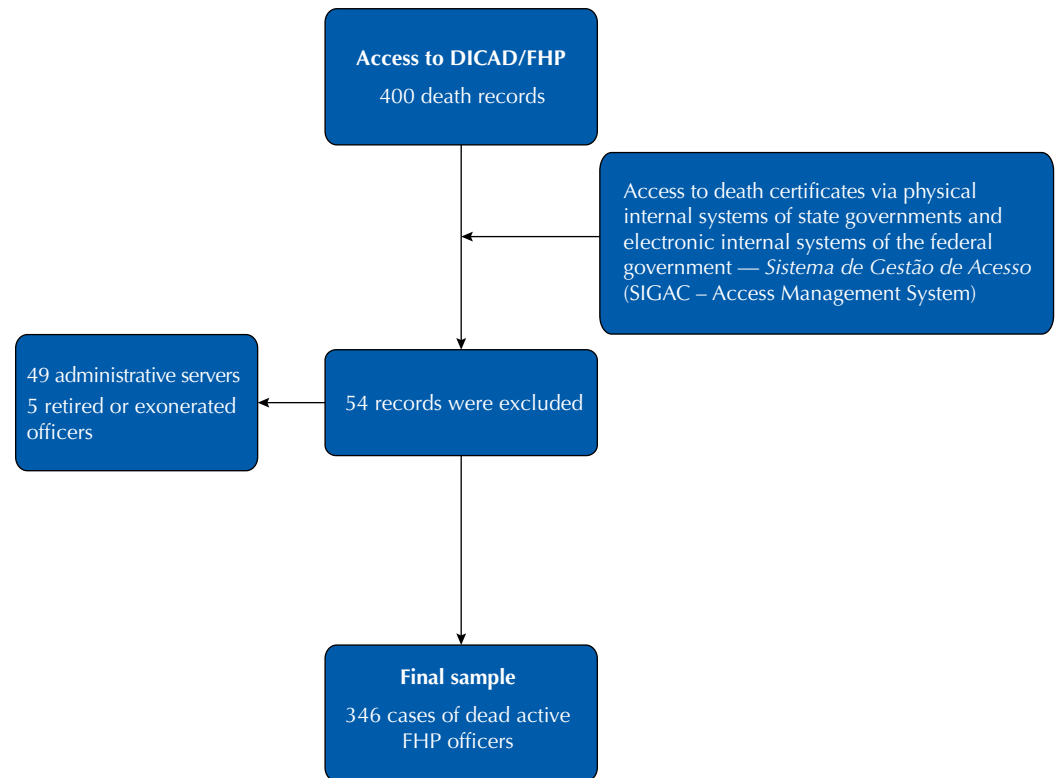 Access to DICAD/FHP
400 death records
Access to death certificates via physical
internal systems of state governments and
electronic internal systems of the federal
government — Sistema de Gestão de Acesso
(SIGAC – Access Management System)
49 administrative servers
5 retired or exonerated
officers
54 records were excluded
Final sample
346 cases of dead active
FHP officers